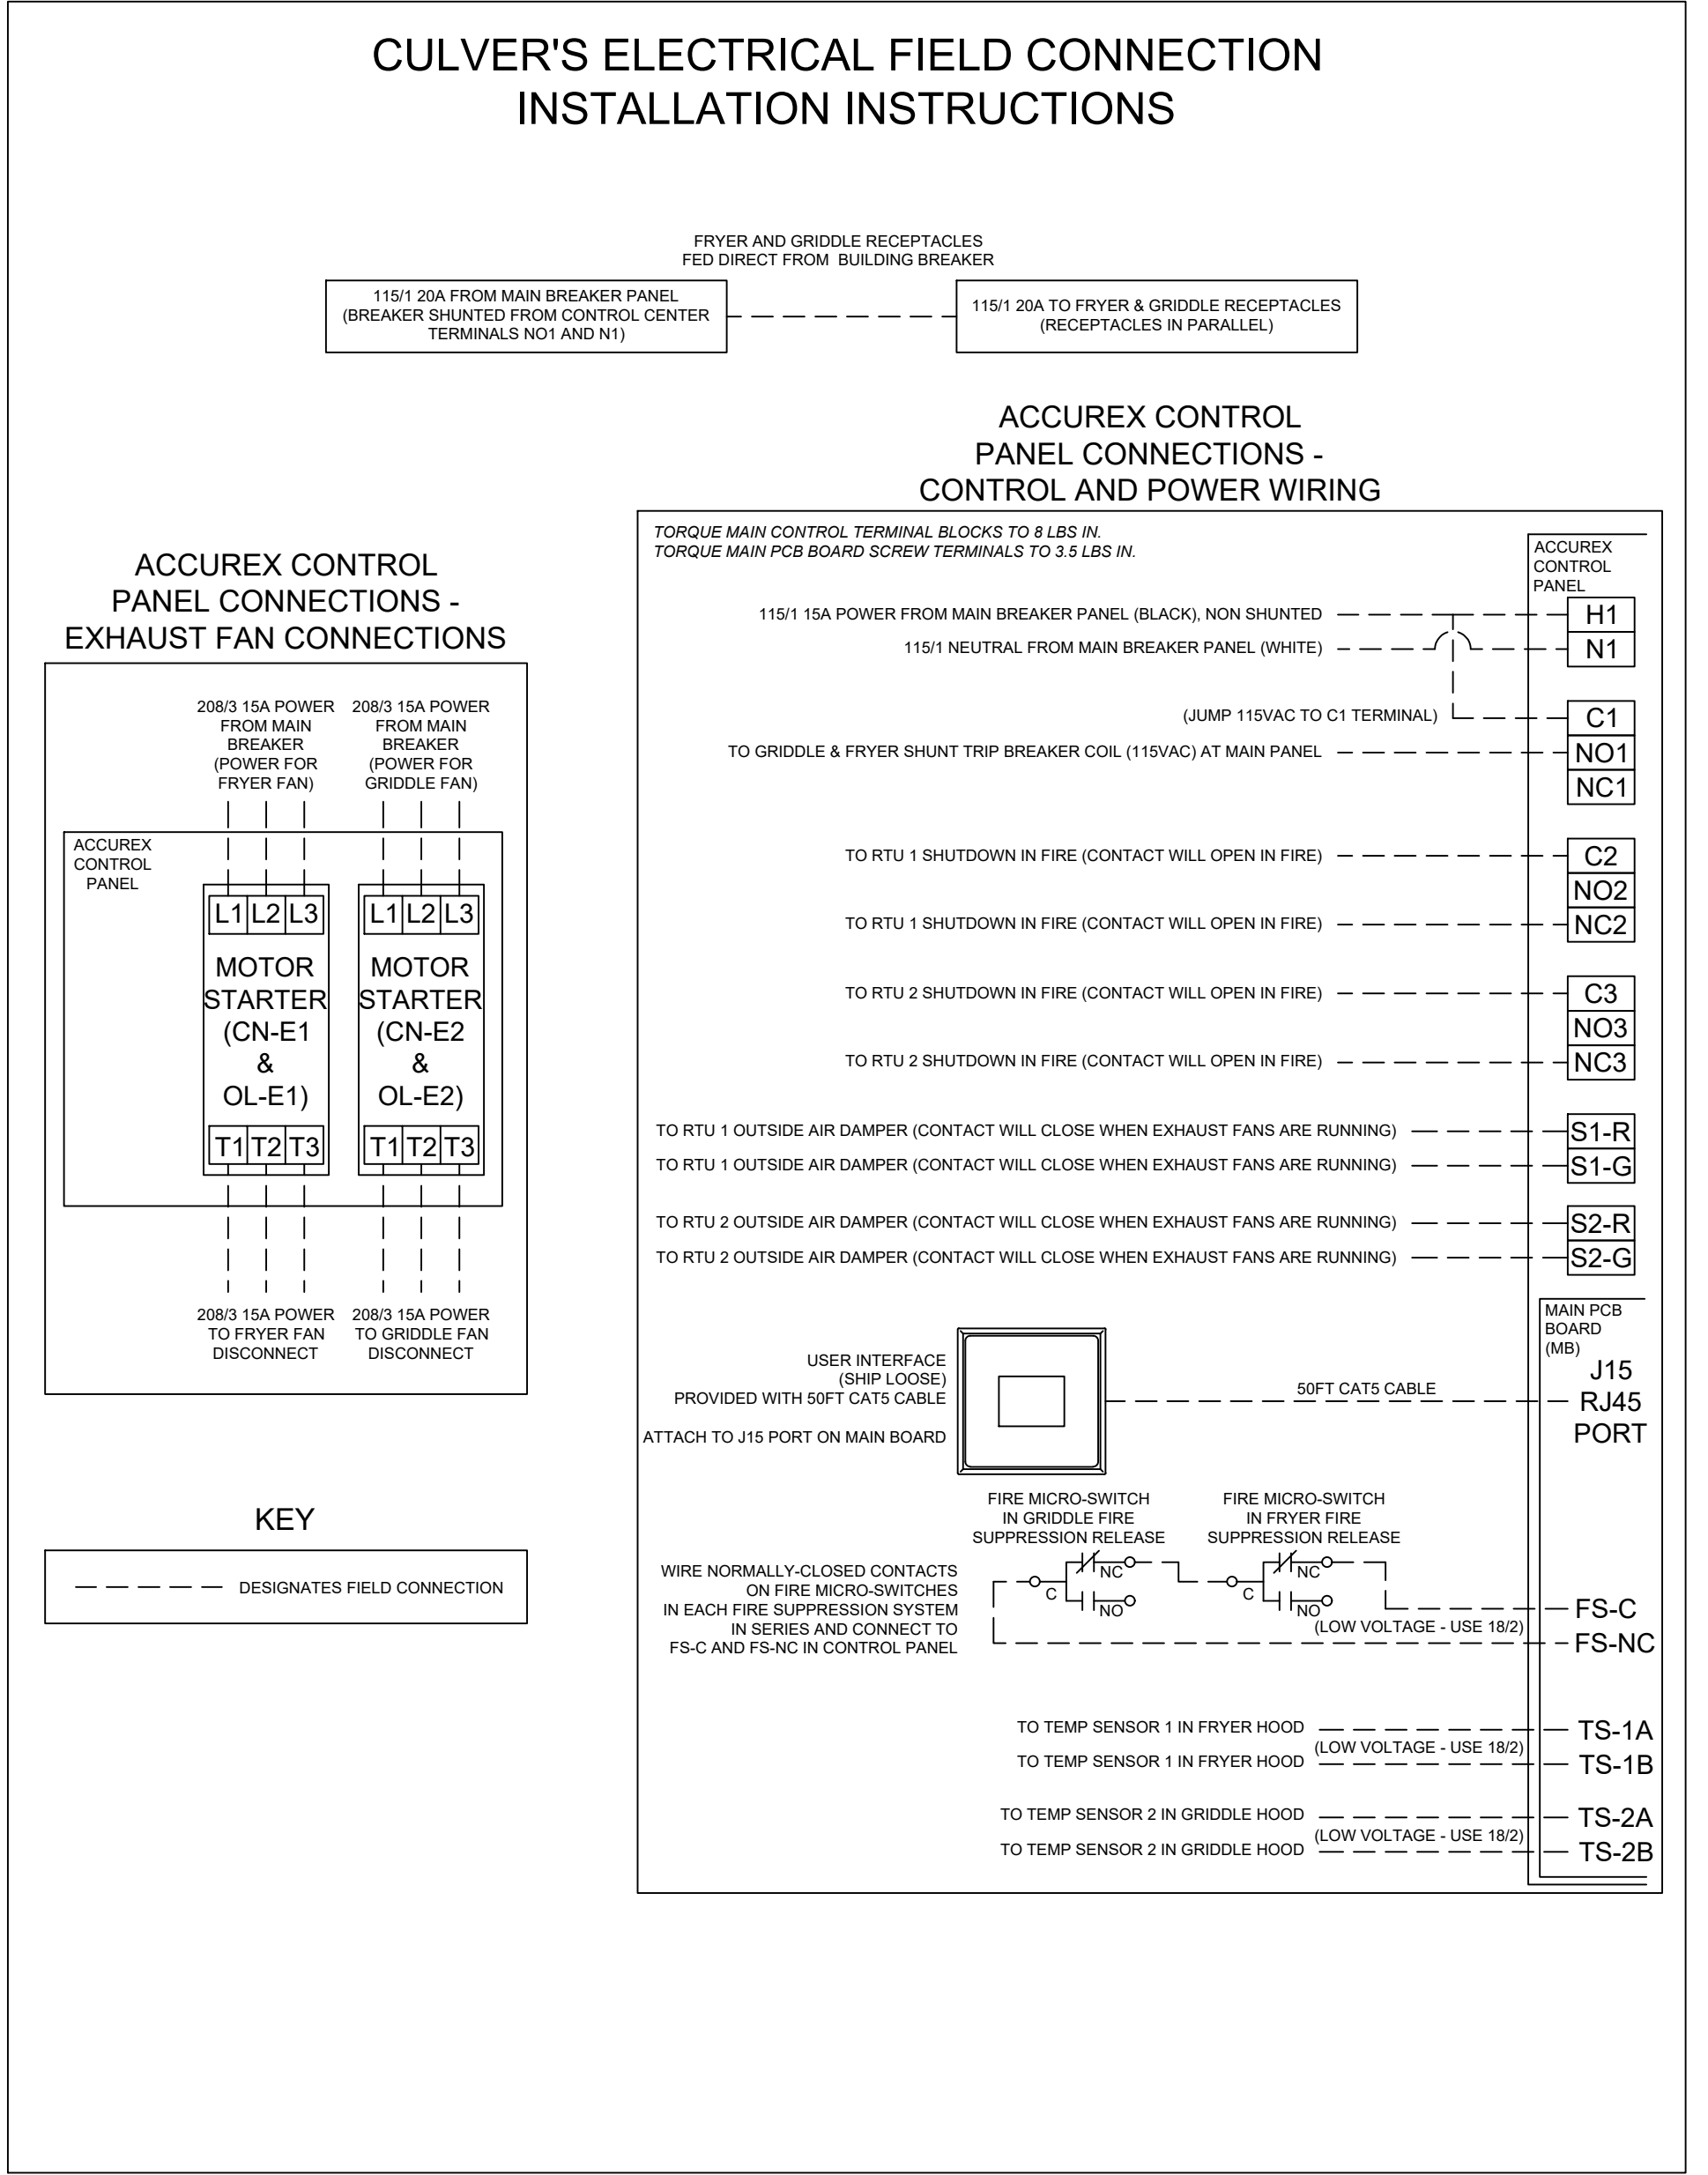 CULVER'S ELECTRICAL FIELD CONNECTION
INSTALLATION INSTRUCTIONS
FRYER AND GRIDDLE RECEPTACLES
FED DIRECT FROM BUILDING BREAKER
115/1 20A FROM MAIN BREAKER PANEL
(BREAKER SHUNTED FROM CONTROL CENTER
TERMINALS NO1 AND N1)
115/1 20A TO FRYER & GRIDDLE RECEPTACLES
(RECEPTACLES IN PARALLEL)
ACCUREX CONTROL
PANEL CONNECTIONS -
EXHAUST FAN CONNECTIONS
208/3 15A POWER
FROM MAIN
BREAKER
(POWER FOR
FRYER FAN)
208/3 15A POWER
FROM MAIN
BREAKER
(POWER FOR
GRIDDLE FAN)
ACCUREX
CONTROL
PANEL
L1 L2 L3
MOTOR
STARTER
(CN-E1
&
OL-E1)
T1 T2 T3
L1 L2 L3
MOTOR
STARTER
(CN-E2
&
OL-E2)
T1 T2 T3
208/3 15A POWER
TO FRYER FAN
DISCONNECT
208/3 15A POWER
TO GRIDDLE FAN
DISCONNECT
KEY
DESIGNATES FIELD CONNECTION
ACCUREX CONTROL
PANEL CONNECTIONS -
CONTROL AND POWER WIRING
TORQUE MAIN CONTROL TERMINAL BLOCKS TO 8 LBS IN.
TORQUE MAIN PCB BOARD SCREW TERMINALS TO 3.5 LBS IN.
ACCUREX
CONTROL
PANEL
115/1 15A POWER FROM MAIN BREAKER PANEL (BLACK), NON SHUNTED H1
115/1 NEUTRAL FROM MAIN BREAKER PANEL (WHITE) N1
(JUMP 115VAC TO C1 TERMINAL) C1
TO GRIDDLE & FRYER SHUNT TRIP BREAKER COIL (115VAC) AT MAIN PANEL NO1
NC1
TO RTU 1 SHUTDOWN IN FIRE (CONTACT WILL OPEN IN FIRE) C2
NO2
TO RTU 1 SHUTDOWN IN FIRE (CONTACT WILL OPEN IN FIRE) NC2
TO RTU 2 SHUTDOWN IN FIRE (CONTACT WILL OPEN IN FIRE) C3
NO3
TO RTU 2 SHUTDOWN IN FIRE (CONTACT WILL OPEN IN FIRE) NC3
TO RTU 1 OUTSIDE AIR DAMPER (CONTACT WILL CLOSE WHEN EXHAUST FANS ARE RUNNING) S1-R
TO RTU 1 OUTSIDE AIR DAMPER (CONTACT WILL CLOSE WHEN EXHAUST FANS ARE RUNNING) S1-G
TO RTU 2 OUTSIDE AIR DAMPER (CONTACT WILL CLOSE WHEN EXHAUST FANS ARE RUNNING) S2-R
TO RTU 2 OUTSIDE AIR DAMPER (CONTACT WILL CLOSE WHEN EXHAUST FANS ARE RUNNING) S2-G
MAIN PCB
BOARD
(MB)
USER INTERFACE
(SHIP LOOSE)
PROVIDED WITH 50FT CAT5 CABLE
ATTACH TO J15 PORT ON MAIN BOARD
50FT CAT5 CABLE
J15
RJ45
PORT
FIRE MICRO-SWITCH
IN GRIDDLE FIRE
SUPPRESSION RELEASE
FIRE MICRO-SWITCH
IN FRYER FIRE
SUPPRESSION RELEASE
WIRE NORMALLY-CLOSED CONTACTS
ON FIRE MICRO-SWITCHES
IN EACH FIRE SUPPRESSION SYSTEM
IN SERIES AND CONNECT TO
FS-C AND FS-NC IN CONTROL PANEL
C NC NO
C NC NO
FS-C
(LOW VOLTAGE - USE 18/2)
FS-NC
TO TEMP SENSOR 1 IN FRYER HOOD TS-1A
(LOW VOLTAGE - USE 18/2)
TO TEMP SENSOR 1 IN FRYER HOOD TS-1B
TO TEMP SENSOR 2 IN GRIDDLE HOOD TS-2A
(LOW VOLTAGE - USE 18/2)
TO TEMP SENSOR 2 IN GRIDDLE HOOD TS-2B